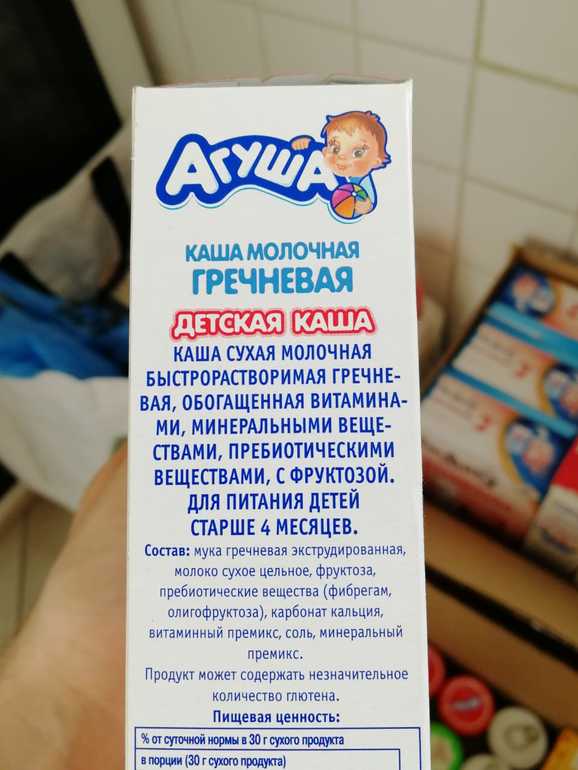 АГУША
КАША МОЛОЧНАЯ
ГРЕЧНЕВАЯ
ДЕТСКАЯ КАША
КАША СУХАЯ МОЛОЧНАЯ
БЫСТРОРАСТВОРИМАЯ ГРЕЧНЕ-
ВАЯ, ОБОГАЩЕННАЯ ВИТАМИНА-
МИ, МИНЕРАЛЬНЫМИ ВЕЩЕ-
СТВАМИ, ПРЕБИОТИЧЕСКИМИ
ВЕЩЕСТВАМИ, С ФРУКТОЗОЙ.
ДЛЯ ПИТАНИЯ ДЕТЕЙ
СТАРШЕ 4 МЕСЯЦЕВ.
Состав: мука гречневая экструдированная,
молоко сухое цельное, фруктоза,
пребиотические вещества (фибрегам,
олигофруктоза), карбонат кальция,
витаминный премикс, соль, минеральный
премикс.
Продукт может содержать незначительное
количество глютена.
Пищевая ценность:
% от суточной нормы в 30 г сухого продукта
в порции (30 г сухого продукта)